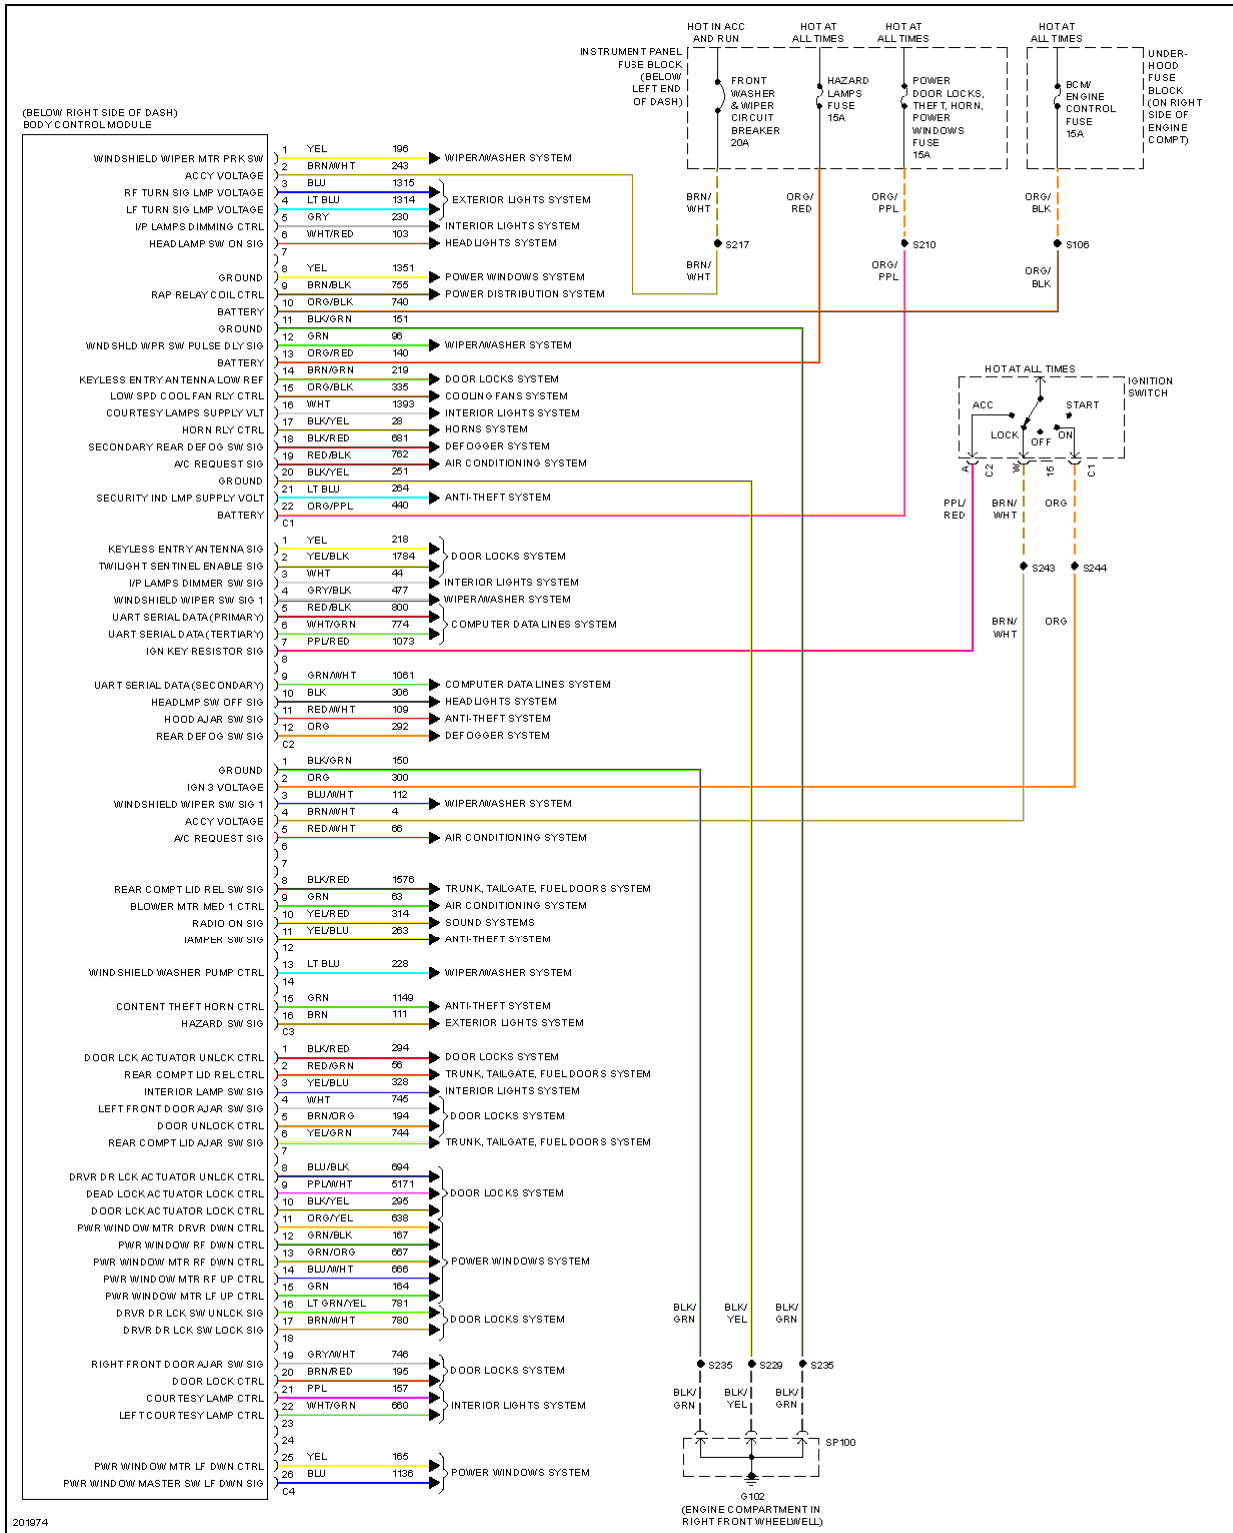 HOT IN ACC
AND RUN
HOT AT
ALL TIMES
HOT AT
ALL TIMES
HOT AT
ALL TIMES
INSTRUMENT PANEL
FUSE BLOCK
(BELOW
LEFT END
OF DASH)
FRONT
WASHER
& WIPER
CIRCUIT
BREAKER
20A
HAZARD
LAMPS
FUSE
15A
POWER
DOOR LOCKS,
THEFT, HORN,
POWER
WINDOWS
FUSE
15A
BCM/
ENGINE
CONTROL
FUSE
15A
UNDER-
HOOD
FUSE
BLOCK
(ON RIGHT
SIDE OF
ENGINE
COMPT)
BRN/
WHT
ORG/
RED
ORG/
PPL
ORG/
BLK
S217
S210
S106
BRN/
WHT
ORG/
PPL
ORG/
BLK
(BELOW RIGHT SIDE OF DASH)
BODY CONTROL MODULE
WINDSHIELD WIPER MTR PRK SW 1 YEL 196 WIPER/WASHER SYSTEM
ACCY VOLTAGE 2 BRN/WHT 243
RF TURN SIG LMP VOLTAGE 3 BLU 1315
EXTERIOR LIGHTS SYSTEM
LF TURN SIG LMP VOLTAGE 4 LT BLU 1314
I/P LAMPS DIMMING CTRL 5 GRY 230 INTERIOR LIGHTS SYSTEM
HEADLAMP SW ON SIG 6 WHT/RED 103 HEADLIGHTS SYSTEM
7
GROUND 8 YEL 1351 POWER WINDOWS SYSTEM
RAP RELAY COIL CTRL 9 BRN/BLK 755 POWER DISTRIBUTION SYSTEM
BATTERY 10 ORG/BLK 740
GROUND 11 BLK/GRN 151
WNDSHLD WPR SW PULSE DLY SIG 12 GRN 96 WIPER/WASHER SYSTEM
BATTERY 13 ORG/RED 140
KEYLESS ENTRY ANTENNA LOW REF 14 BRN/GRN 219 DOOR LOCKS SYSTEM
LOW SPD COOL FAN RLY CTRL 15 ORG/BLK 335 COOLING FANS SYSTEM
COURTESY LAMPS SUPPLY VLT 16 WHT 1393 INTERIOR LIGHTS SYSTEM
HORN RLY CTRL 17 BLK/YEL 28 HORNS SYSTEM
SECONDARY REAR DEFOG SW SIG 18 BLK/RED 681 DEFOGGER SYSTEM
A/C REQUEST SIG 19 RED/BLK 762 AIR CONDITIONING SYSTEM
GROUND 20 BLK/YEL 251
SECURITY IND LMP SUPPLY VOLT 21 LT BLU 264 ANTI-THEFT SYSTEM
BATTERY 22 ORG/PPL 440
C1
HOT AT ALL TIMES
IGNITION
SWITCH
ACC
START
LOCK
OFF
ON
A
C2
W
15
C1
PPL/
RED
BRN/
WHT
ORG
S243
S244
BRN/
WHT
ORG
KEYLESS ENTRY ANTENNA SIG 1 YEL 218
DOOR LOCKS SYSTEM
TWILIGHT SENTINEL ENABLE SIG 2 YEL/BLK 1784
I/P LAMPS DIMMER SW SIG 3 WHT 44 INTERIOR LIGHTS SYSTEM
WINDSHIELD WIPER SW SIG 1 4 GRY/BLK 477 WIPER/WASHER SYSTEM
UART SERIAL DATA (PRIMARY) 5 RED/BLK 800
COMPUTER DATA LINES SYSTEM
UART SERIAL DATA (TERTIARY) 6 WHT/GRN 774
IGN KEY RESISTOR SIG 7 PPL/RED 1073
8
UART SERIAL DATA (SECONDARY) 9 GRN/WHT 1061 COMPUTER DATA LINES SYSTEM
HEADLMP SW OFF SIG 10 BLK 306 HEADLIGHTS SYSTEM
HOOD AJAR SW SIG 11 RED/WHT 109 ANTI-THEFT SYSTEM
REAR DEFOG SW SIG 12 ORG 292 DEFOGGER SYSTEM
C2
GROUND 1 BLK/GRN 150
IGN 3 VOLTAGE 2 ORG 300
WINDSHIELD WIPER SW SIG 1 3 BLU/WHT 112 WIPER/WASHER SYSTEM
ACCY VOLTAGE 4 BRN/WHT 4
A/C REQUEST SIG 5 RED/WHT 66 AIR CONDITIONING SYSTEM
6
7
REAR COMPT LID REL SW SIG 8 BLK/RED 1576 TRUNK, TAILGATE, FUEL DOORS SYSTEM
BLOWER MTR MED 1 CTRL 9 GRN 63 AIR CONDITIONING SYSTEM
RADIO ON SIG 10 YEL/RED 314 SOUND SYSTEMS
TAMPER SW SIG 11 YEL/BLU 263 ANTI-THEFT SYSTEM
12
WINDSHIELD WASHER PUMP CTRL 13 LT BLU 228 WIPER/WASHER SYSTEM
14
CONTENT THEFT HORN CTRL 15 GRN 1149 ANTI-THEFT SYSTEM
HAZARD SW SIG 16 BRN 111 EXTERIOR LIGHTS SYSTEM
C3
DOOR LCK ACTUATOR UNLCK CTRL 1 BLK/RED 294 DOOR LOCKS SYSTEM
REAR COMPT LID REL CTRL 2 RED/GRN 56 TRUNK, TAILGATE, FUEL DOORS SYSTEM
INTERIOR LAMP SW SIG 3 YEL/BLU 328 INTERIOR LIGHTS SYSTEM
LEFT FRONT DOOR AJAR SW SIG 4 WHT 745
DOOR LOCKS SYSTEM
DOOR UNLOCK CTRL 5 BRN/ORG 194
REAR COMPT LID AJAR SW SIG 6 YEL/GRN 744 TRUNK, TAILGATE, FUEL DOORS SYSTEM
7
DRVR DR LCK ACTUATOR UNLCK CTRL 8 BLU/BLK 694
DEAD LOCK ACTUATOR LOCK CTRL 9 PPL/WHT 5171 DOOR LOCKS SYSTEM
DOOR LCK ACTUATOR LOCK CTRL 10 BLK/YEL 295
PWR WINDOW MTR DRVR DWN CTRL 11 ORG/YEL 638
PWR WINDOW RF DWN CTRL 12 GRN/BLK 167
PWR WINDOW MTR RF DWN CTRL 13 GRN/ORG 667 POWER WINDOWS SYSTEM
PWR WINDOW MTR RF UP CTRL 14 BLU/WHT 666
PWR WINDOW MTR LF UP CTRL 15 GRN 164
DRVR DR LCK SW UNLCK SIG 16 LT GRN/YEL 781
DOOR LOCKS SYSTEM
DRVR DR LCK SW LOCK SIG 17 BRN/WHT 780
18
RIGHT FRONT DOOR AJAR SW SIG 19 GRY/WHT 746
DOOR LOCKS SYSTEM
DOOR LOCK CTRL 20 BRN/RED 195
COURTESY LAMP CTRL 21 PPL 157
INTERIOR LIGHTS SYSTEM
LEFT COURTESY LAMP CTRL 22 WHT/GRN 660
23
24
PWR WINDOW MTR LF DWN CTRL 25 YEL 165
POWER WINDOWS SYSTEM
PWR WINDOW MASTER SW LF DWN SIG 26 BLU 1136
C4
BLK/
GRN
BLK/
YEL
BLK/
GRN
S235
S229
S235
BLK/
GRN
BLK/
YEL
BLK/
GRN
SP100
G102
(ENGINE COMPARTMENT IN
RIGHT FRONT WHEELWELL)
201974